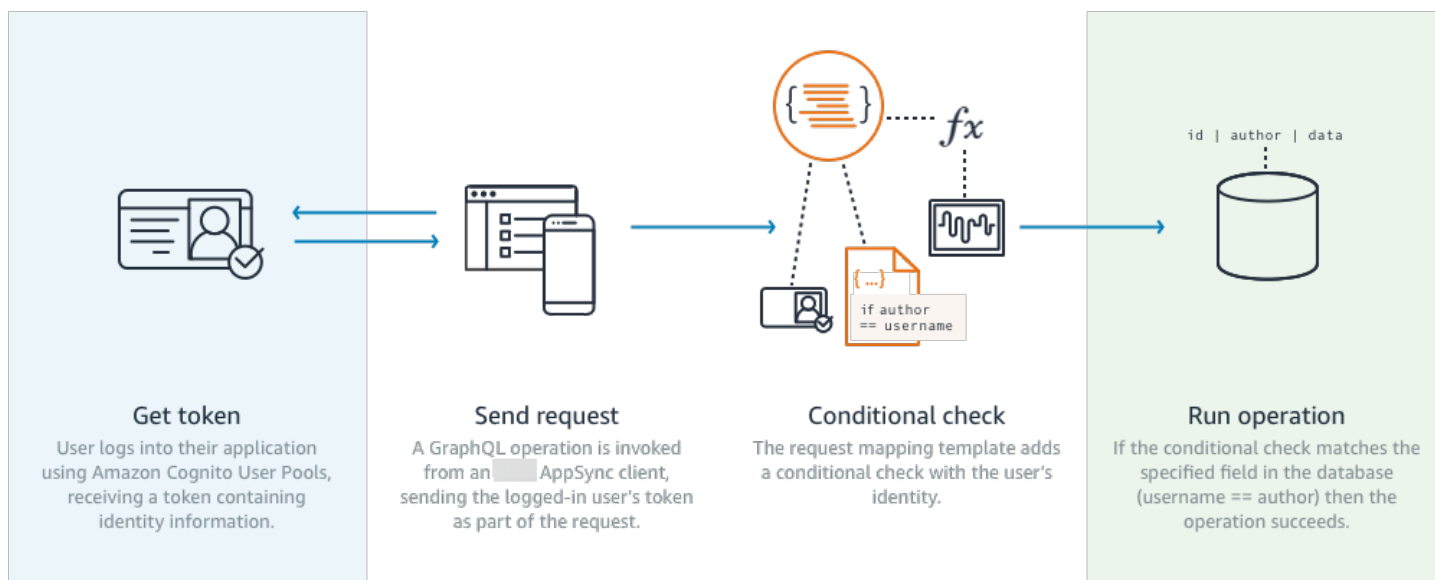 fx
id | author | data
{ ... }
if author
== username
Get token
User logs into their application
using Amazon Cognito User Pools,
receiving a token containing
identity information.
Send request
A GraphQL operation is invoked
from an AppSync client,
sending the logged-in user's token
as part of the request.
Conditional check
The request mapping template adds
a conditional check with the user's
identity.
Run operation
If the conditional check matches the
specified field in the database
(username == author) then the
operation succeeds.